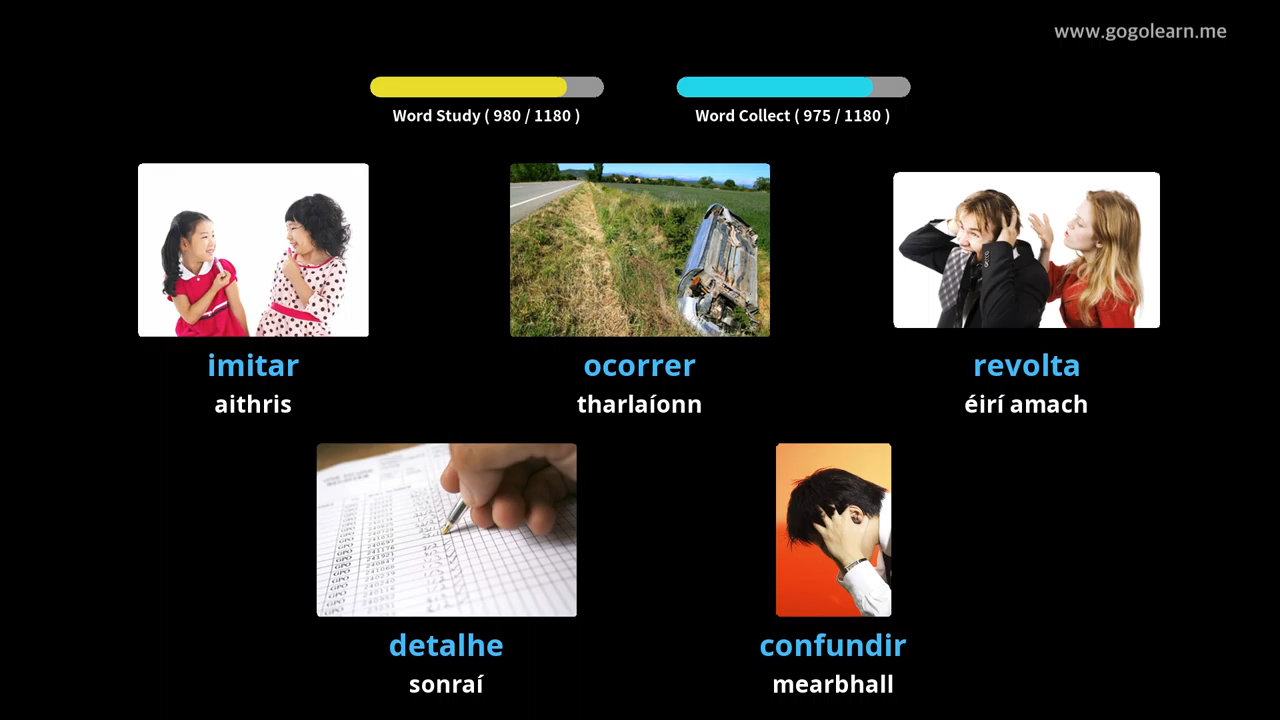 www.gogolearn.me
Word Study ( 980 / 1180 )
Word Collect ( 975 / 1180 )
imitar
aithris
ocorrer
tharlaíonn
revolta
éirí amach
detalhe
sonraí
confundir
mearbhall